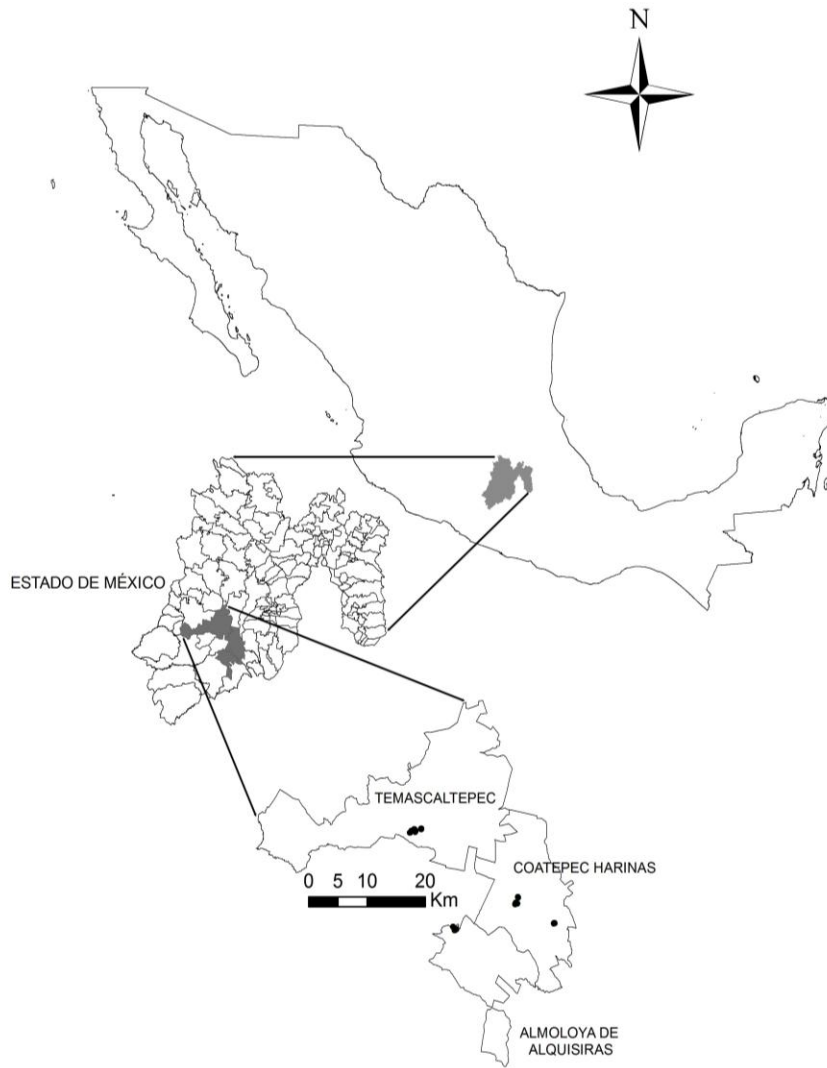 N
ESTADO DE MÉXICO
TEMASCALTEPEC
COATEPEC HARINAS
0 5 10 20
Km
ALMOLOYA DE
ALQUISIRAS